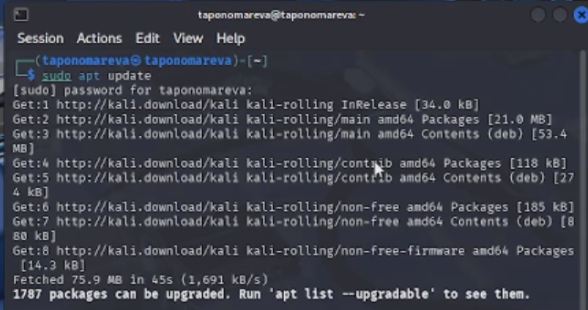 taponomareva@taponomareva: ~
Session Actions Edit View Help
(taponomareva㉿taponomareva)-[~]
$ sudo apt update
[sudo] password for taponomareva:
Get:1 http://kali.download/kali kali-rolling InRelease [34.0 kB]
Get:2 http://kali.download/kali kali-rolling/main amd64 Packages [21.0 MB]
Get:3 http://kali.download/kali kali-rolling/main amd64 Contents (deb) [53.4
MB]
Get:4 http://kali.download/kali kali-rolling/contrib amd64 Packages [118 kB]
Get:5 http://kali.download/kali kali-rolling/contrib amd64 Contents (deb) [27
4 kB]
Get:6 http://kali.download/kali kali-rolling/non-free amd64 Packages [185 kB]
Get:7 http://kali.download/kali kali-rolling/non-free amd64 Contents (deb) [8
80 kB]
Get:8 http://kali.download/kali kali-rolling/non-free-firmware amd64 Packages
[14.3 kB]
Fetched 75.9 MB in 45s (1,691 kB/s)
1787 packages can be upgraded. Run 'apt list --upgradable' to see them.